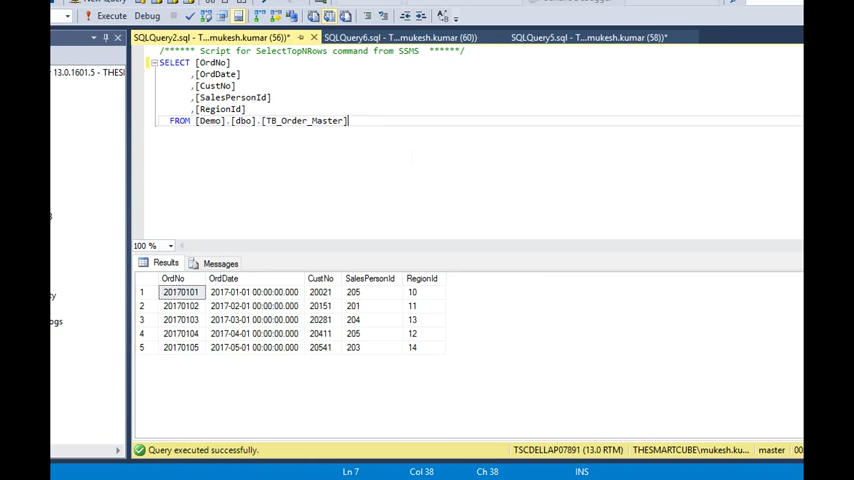 Execute Debug
SQLQuery2.sql - T...mukesh.kumar (56))* SQLQuery6.sql - T...mukesh.kumar (60)) SQLQuery5.sql - T...mukesh.kumar (58))*
/****** Script for SelectTopNRows command from SSMS ******/
13.0.1601.5 - THESI
SELECT [OrdNo]
,[OrdDate]
,[CustNo]
,[SalesPersonId]
,[RegionId]
FROM [Demo].[dbo].[TB_Order_Master]
100 %
Results Messages
OrdNo OrdDate CustNo SalesPersonId RegionId
1 20170101 2017-01-01 00:00:00.000 20021 205 10
2 20170102 2017-02-01 00:00:00.000 20151 201 11
3 20170103 2017-03-01 00:00:00.000 20281 204 13
4 20170104 2017-04-01 00:00:00.000 20411 205 12
5 20170105 2017-05-01 00:00:00.000 20541 203 14
Query executed successfully. TSCDELLAP07891 (13.0 RTM) THESMARTCUBE\mukesh.ku... master 00
Ln 7 Col 38 Ch 38 INS